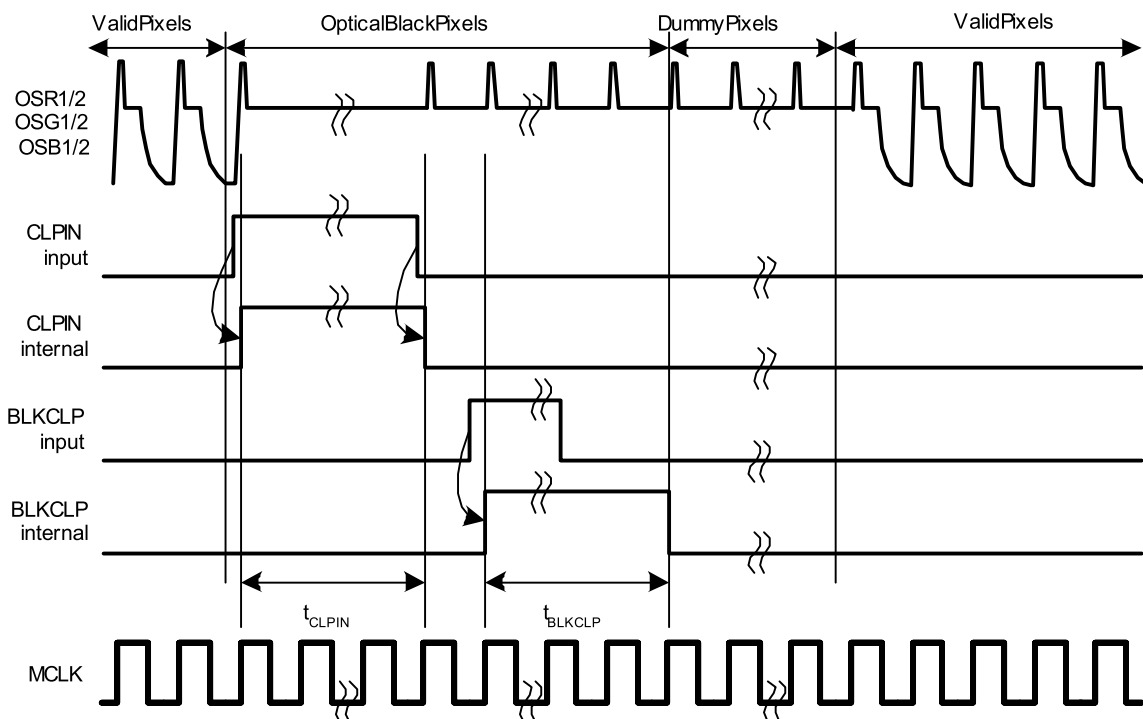 ValidPixels OpticalBlackPixels DummyPixels ValidPixels
OSR1/2
OSG1/2
OSB1/2
CLPIN
input
CLPIN
internal
BLKCLP
input
BLKCLP
internal
tCLPIN tBLKCLP
MCLK